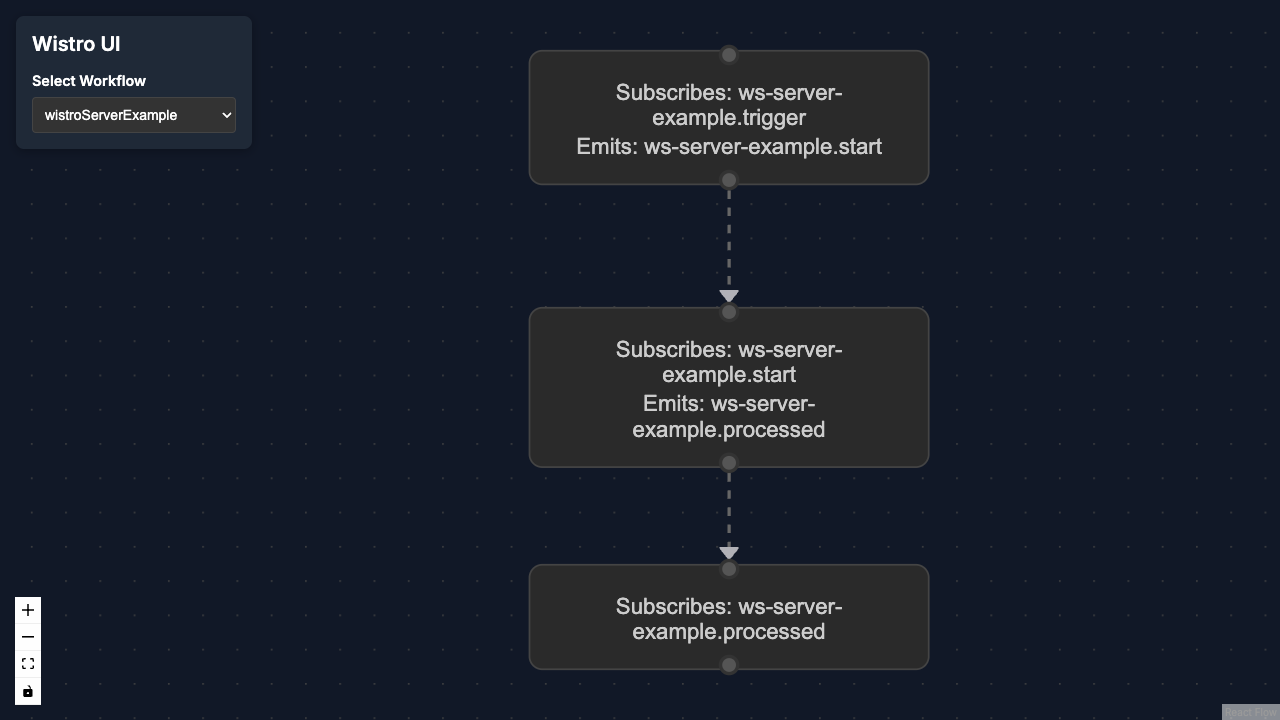 Wistro UI
Select Workflow
wistroServerExample
Subscribes: ws-server-
example.trigger
Emits: ws-server-example.start
Subscribes: ws-server-
example.start
Emits: ws-server-
example.processed
Subscribes: ws-server-
example.processed
React Flow